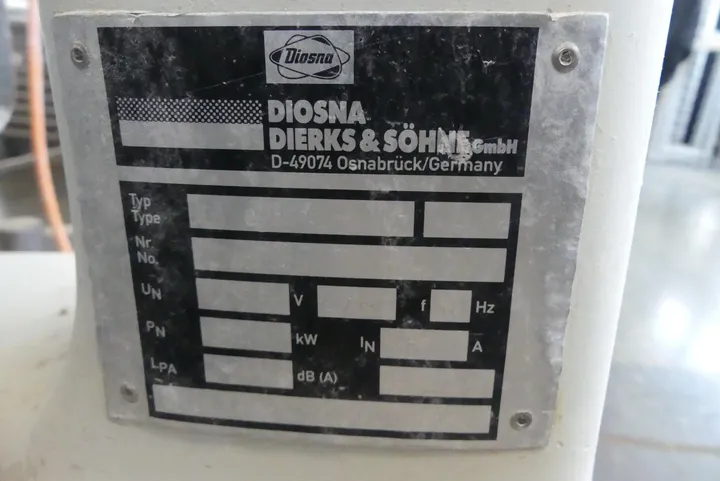 Diosna
DIOSNA
DIERKS & SÖHNE GmbH
D-49074 Osnabrück/Germany
Typ
Type
Nr.
No.
UN V f Hz
PN kW IN A
LPA dB (A)